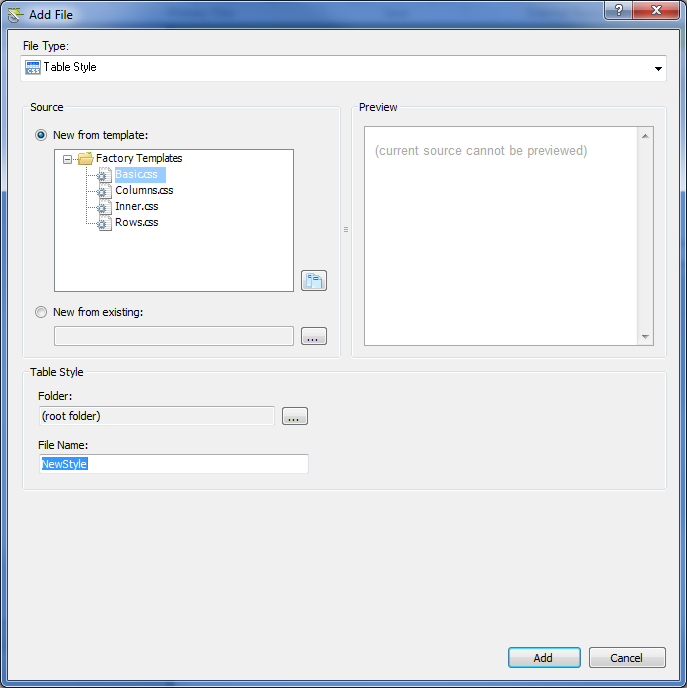 Add File
?
File Type:
CSS Table Style
Source
New from template:
Factory Templates
Basic.css
Columns.css
Inner.css
Rows.css
New from existing:
...
Preview
(current source cannot be previewed)
Table Style
Folder:
(root folder)
...
File Name:
NewStyle
Add
Cancel